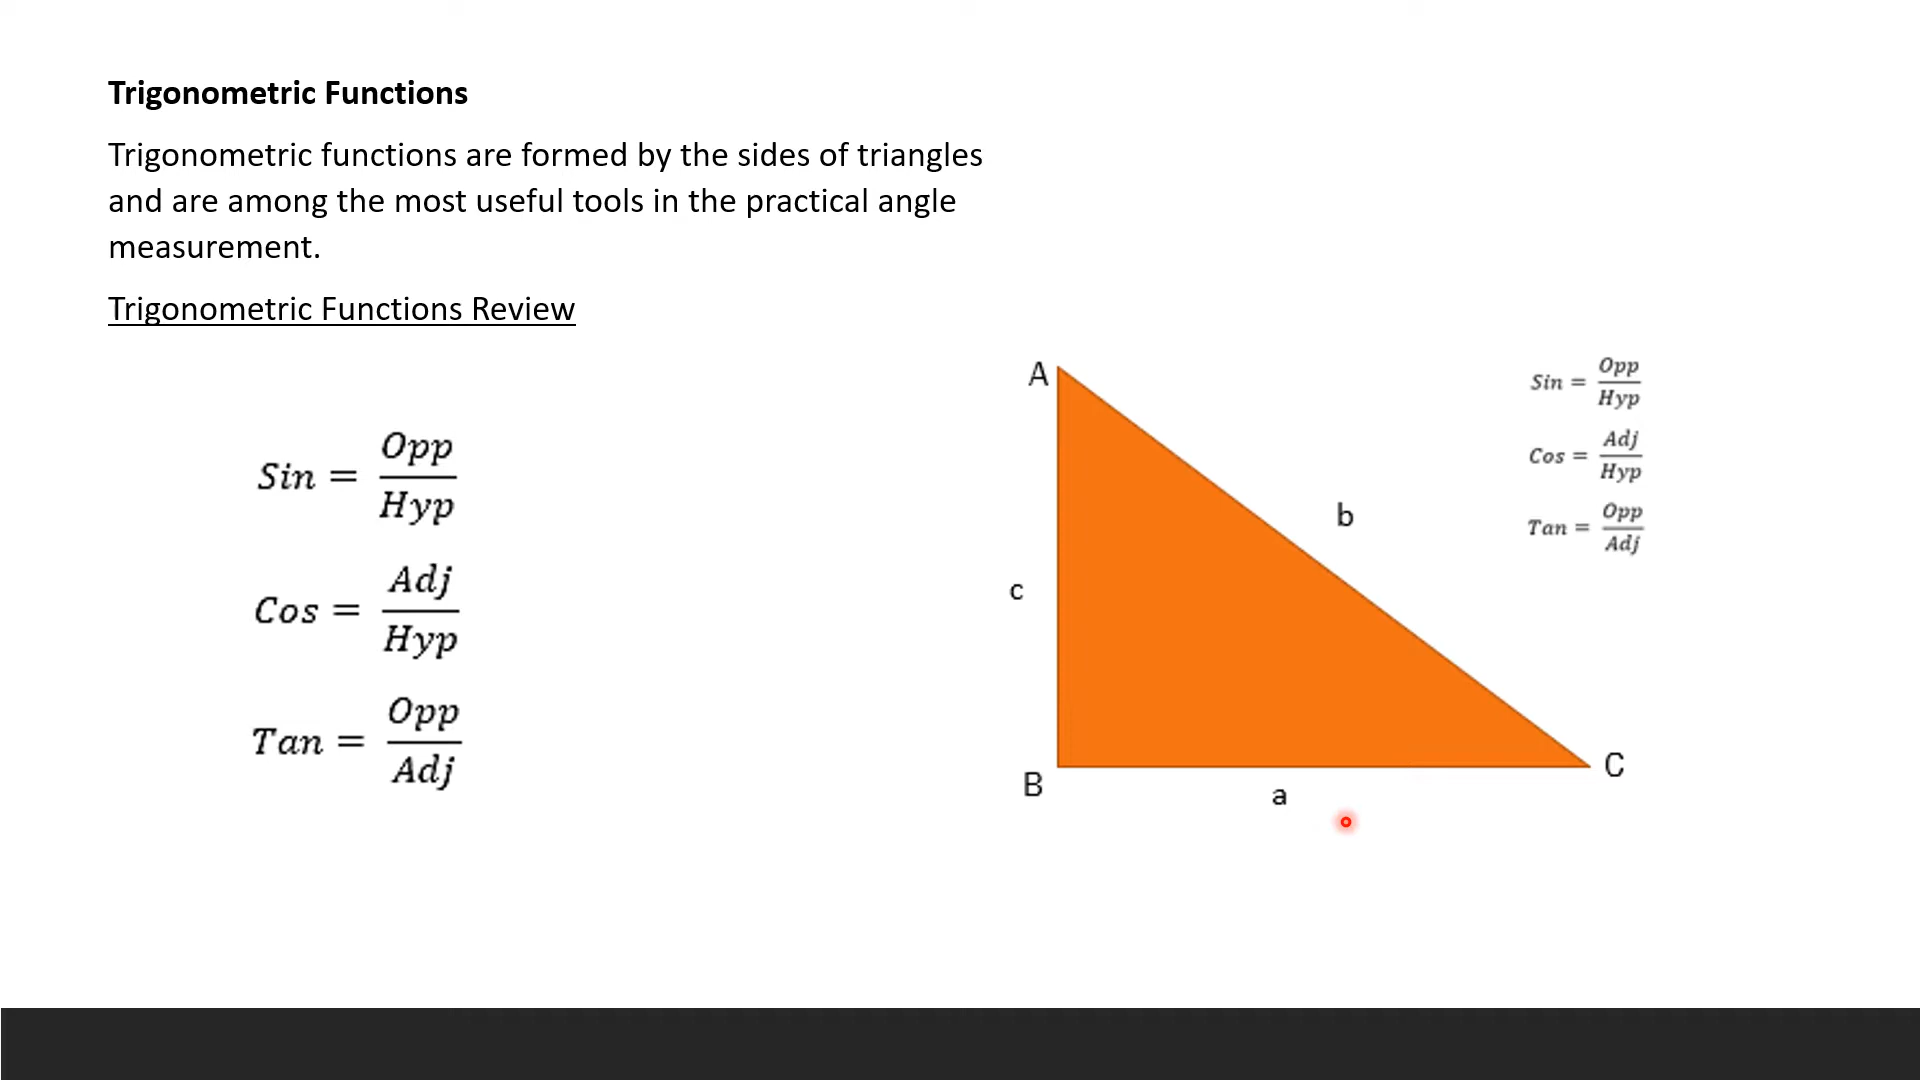 Trigonometric Functions
Trigonometric functions are formed by the sides of triangles
and are among the most useful tools in the practical angle
measurement.
Trigonometric Functions Review
Sin = Opp/Hyp
Cos = Adj/Hyp
Tan = Opp/Adj
A
b
c
B
a
C
Sin = Opp/Hyp
Cos = Adj/Hyp
Tan = Opp/Adj